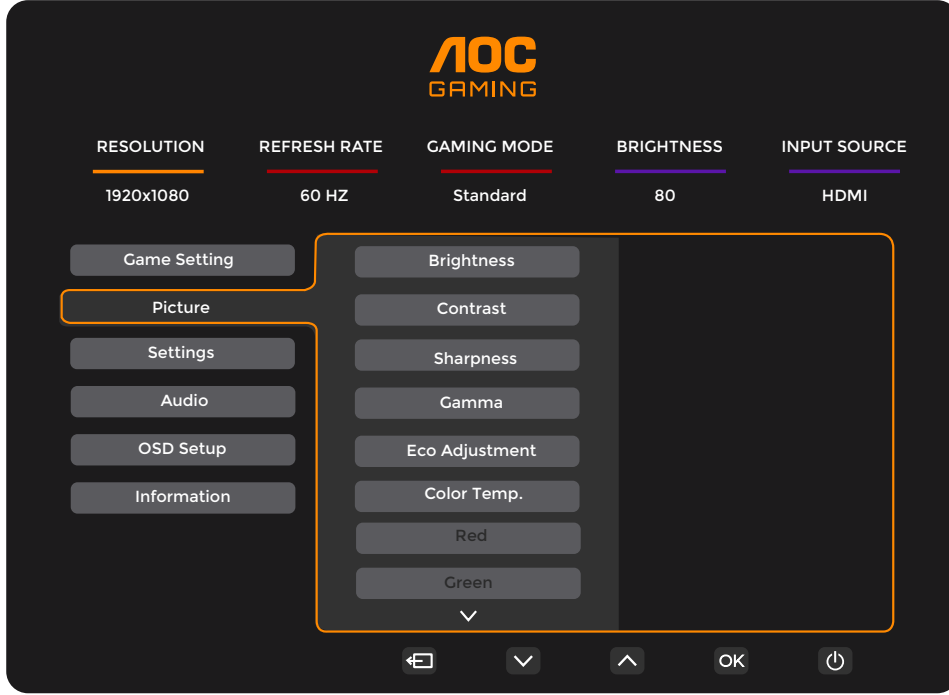 AOC
GAMING
RESOLUTION REFRESH RATE GAMING MODE BRIGHTNESS INPUT SOURCE
1920x1080 60 HZ Standard 80 HDMI
Game Setting
Picture
Settings
Audio
OSD Setup
Information
Brightness
Contrast
Sharpness
Gamma
Eco Adjustment
Color Temp.
Red
Green
OK